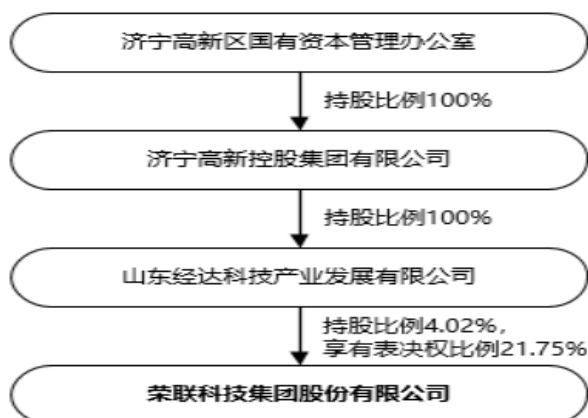 济宁高新区国有资本管理办公室
持股比例100%
济宁高新控股集团有限公司
持股比例100%
山东经达科技产业发展有限公司
持股比例4.02%，
享有表决权比例21.75%
荣联科技集团股份有限公司